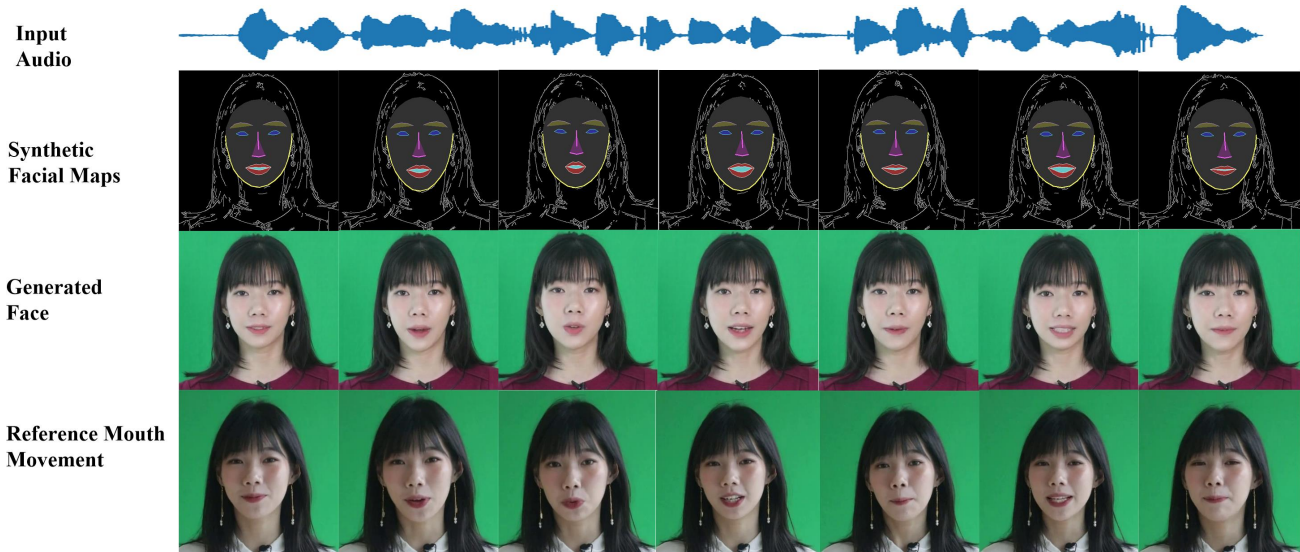 Input
Audio
Synthetic
Facial Maps
Generated
Face
Reference Mouth
Movement